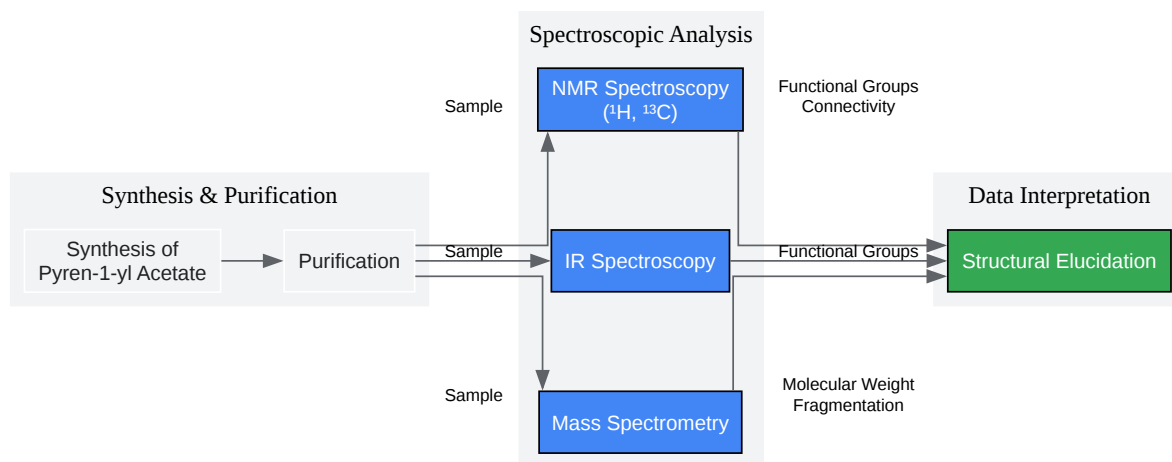 Spectroscopic Analysis
NMR Spectroscopy
(¹H, ¹³C)
Sample
Functional Groups
Connectivity
Synthesis & Purification
Data Interpretation
Synthesis of
Pyren-1-yl Acetate
Purification
Sample
IR Spectroscopy
Functional Groups
Structural Elucidation
Sample
Mass Spectrometry
Molecular Weight
Fragmentation